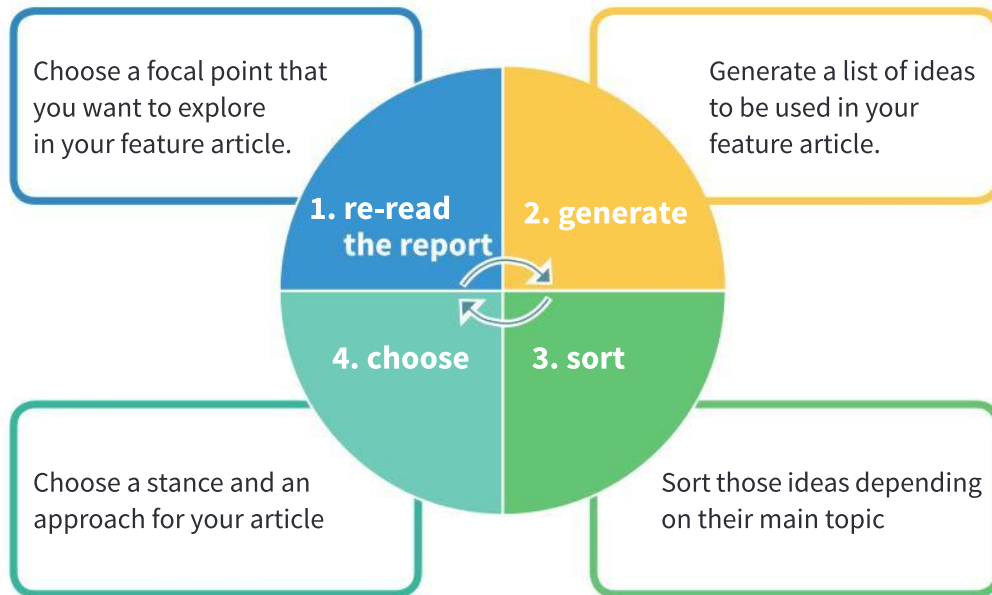 Choose a focal point that
you want to explore
in your feature article.
Generate a list of ideas
to be used in your
feature article.
1. re-read
the report
2. generate
4. choose
3. sort
Choose a stance and an
approach for your article
Sort those ideas depending
on their main topic